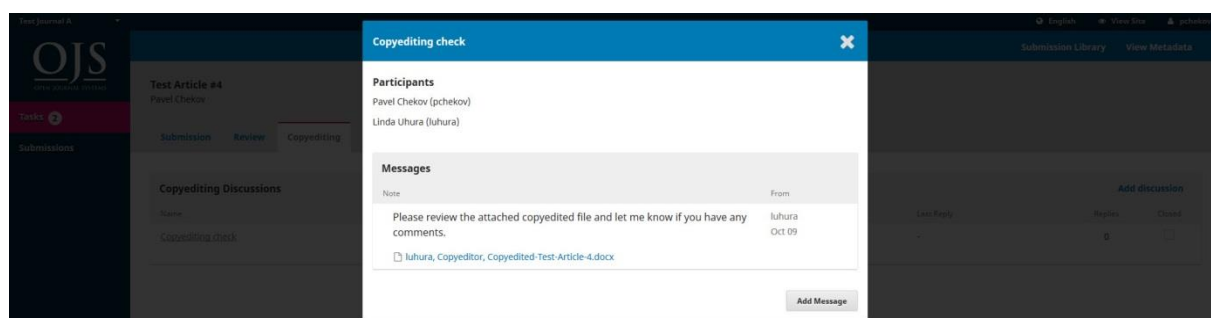 Test Journal A
English View Site pchekov
Copyediting check
Submission Library View Metadata
OJS
OPEN JOURNAL SYSTEMS
Test Article #4
Pavel Chekov
Participants
Pavel Chekov (pchekov)
Linda Uhura (luhura)
Tasks 2
Submissions
Submission Review Copyediting
Messages
Note From
Please review the attached copyedited file and let me know if you have any
comments.
luhura
Oct 09
luhura, Copyeditor, Copyedited-Test-Article-4.docx
Copyediting Discussions Add discussion
Name Last Reply Replies Closed
Copyediting check - 0
Add Message